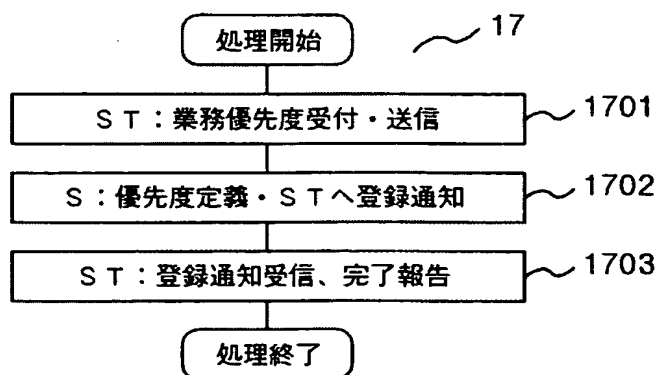 処理開始
17
ST:業務優先度受付・送信
1701
S:優先度定義・STへ登録通知
1702
ST:登録通知受信、完了報告
1703
処理終了